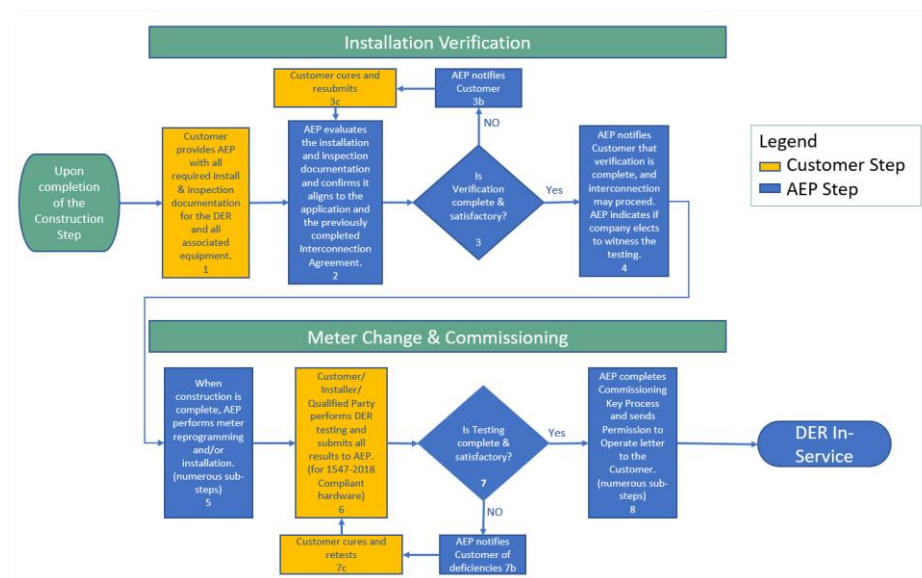 Installation Verification
Customer cures and
resubmits
3c
AEP notifies
Customer
3b
NO
Upon
completion
of the
Construction
Step
Customer
provides AEP
with all
required install
& inspection
documentation
for the DER
and all
associated
equipment.
1
AEP evaluates
the installation
and inspection
documentation
and confirms it
aligns to the
application and
the previously
completed
Interconnection
Agreement.
2
Is
Verification
complete &
satisfactory?
3
Yes
AEP notifies
Customer that
verification is
complete, and
interconnection
may proceed.
AEP indicates if
company elects
to witness the
testing.
4
Legend
Customer Step
AEP Step
Meter Change & Commissioning
When
construction is
complete, AEP
performs meter
reprogramming
and/or
installation.
(numerous sub-
steps)
5
Customer/
Installer/
Qualified Party
performs DER
testing and
submits all
results to AEP.
(for 1547-2018
Compliant
hardware)
6
Is Testing
complete &
satisfactory?
7
Yes
AEP completes
Commissioning
Key Process
and sends
Permission to
Operate letter
to the
Customer.
(numerous sub-
steps)
8
DER In-
Service
NO
Customer cures and
retests
7c
AEP notifies
Customer of
deficiencies 7b